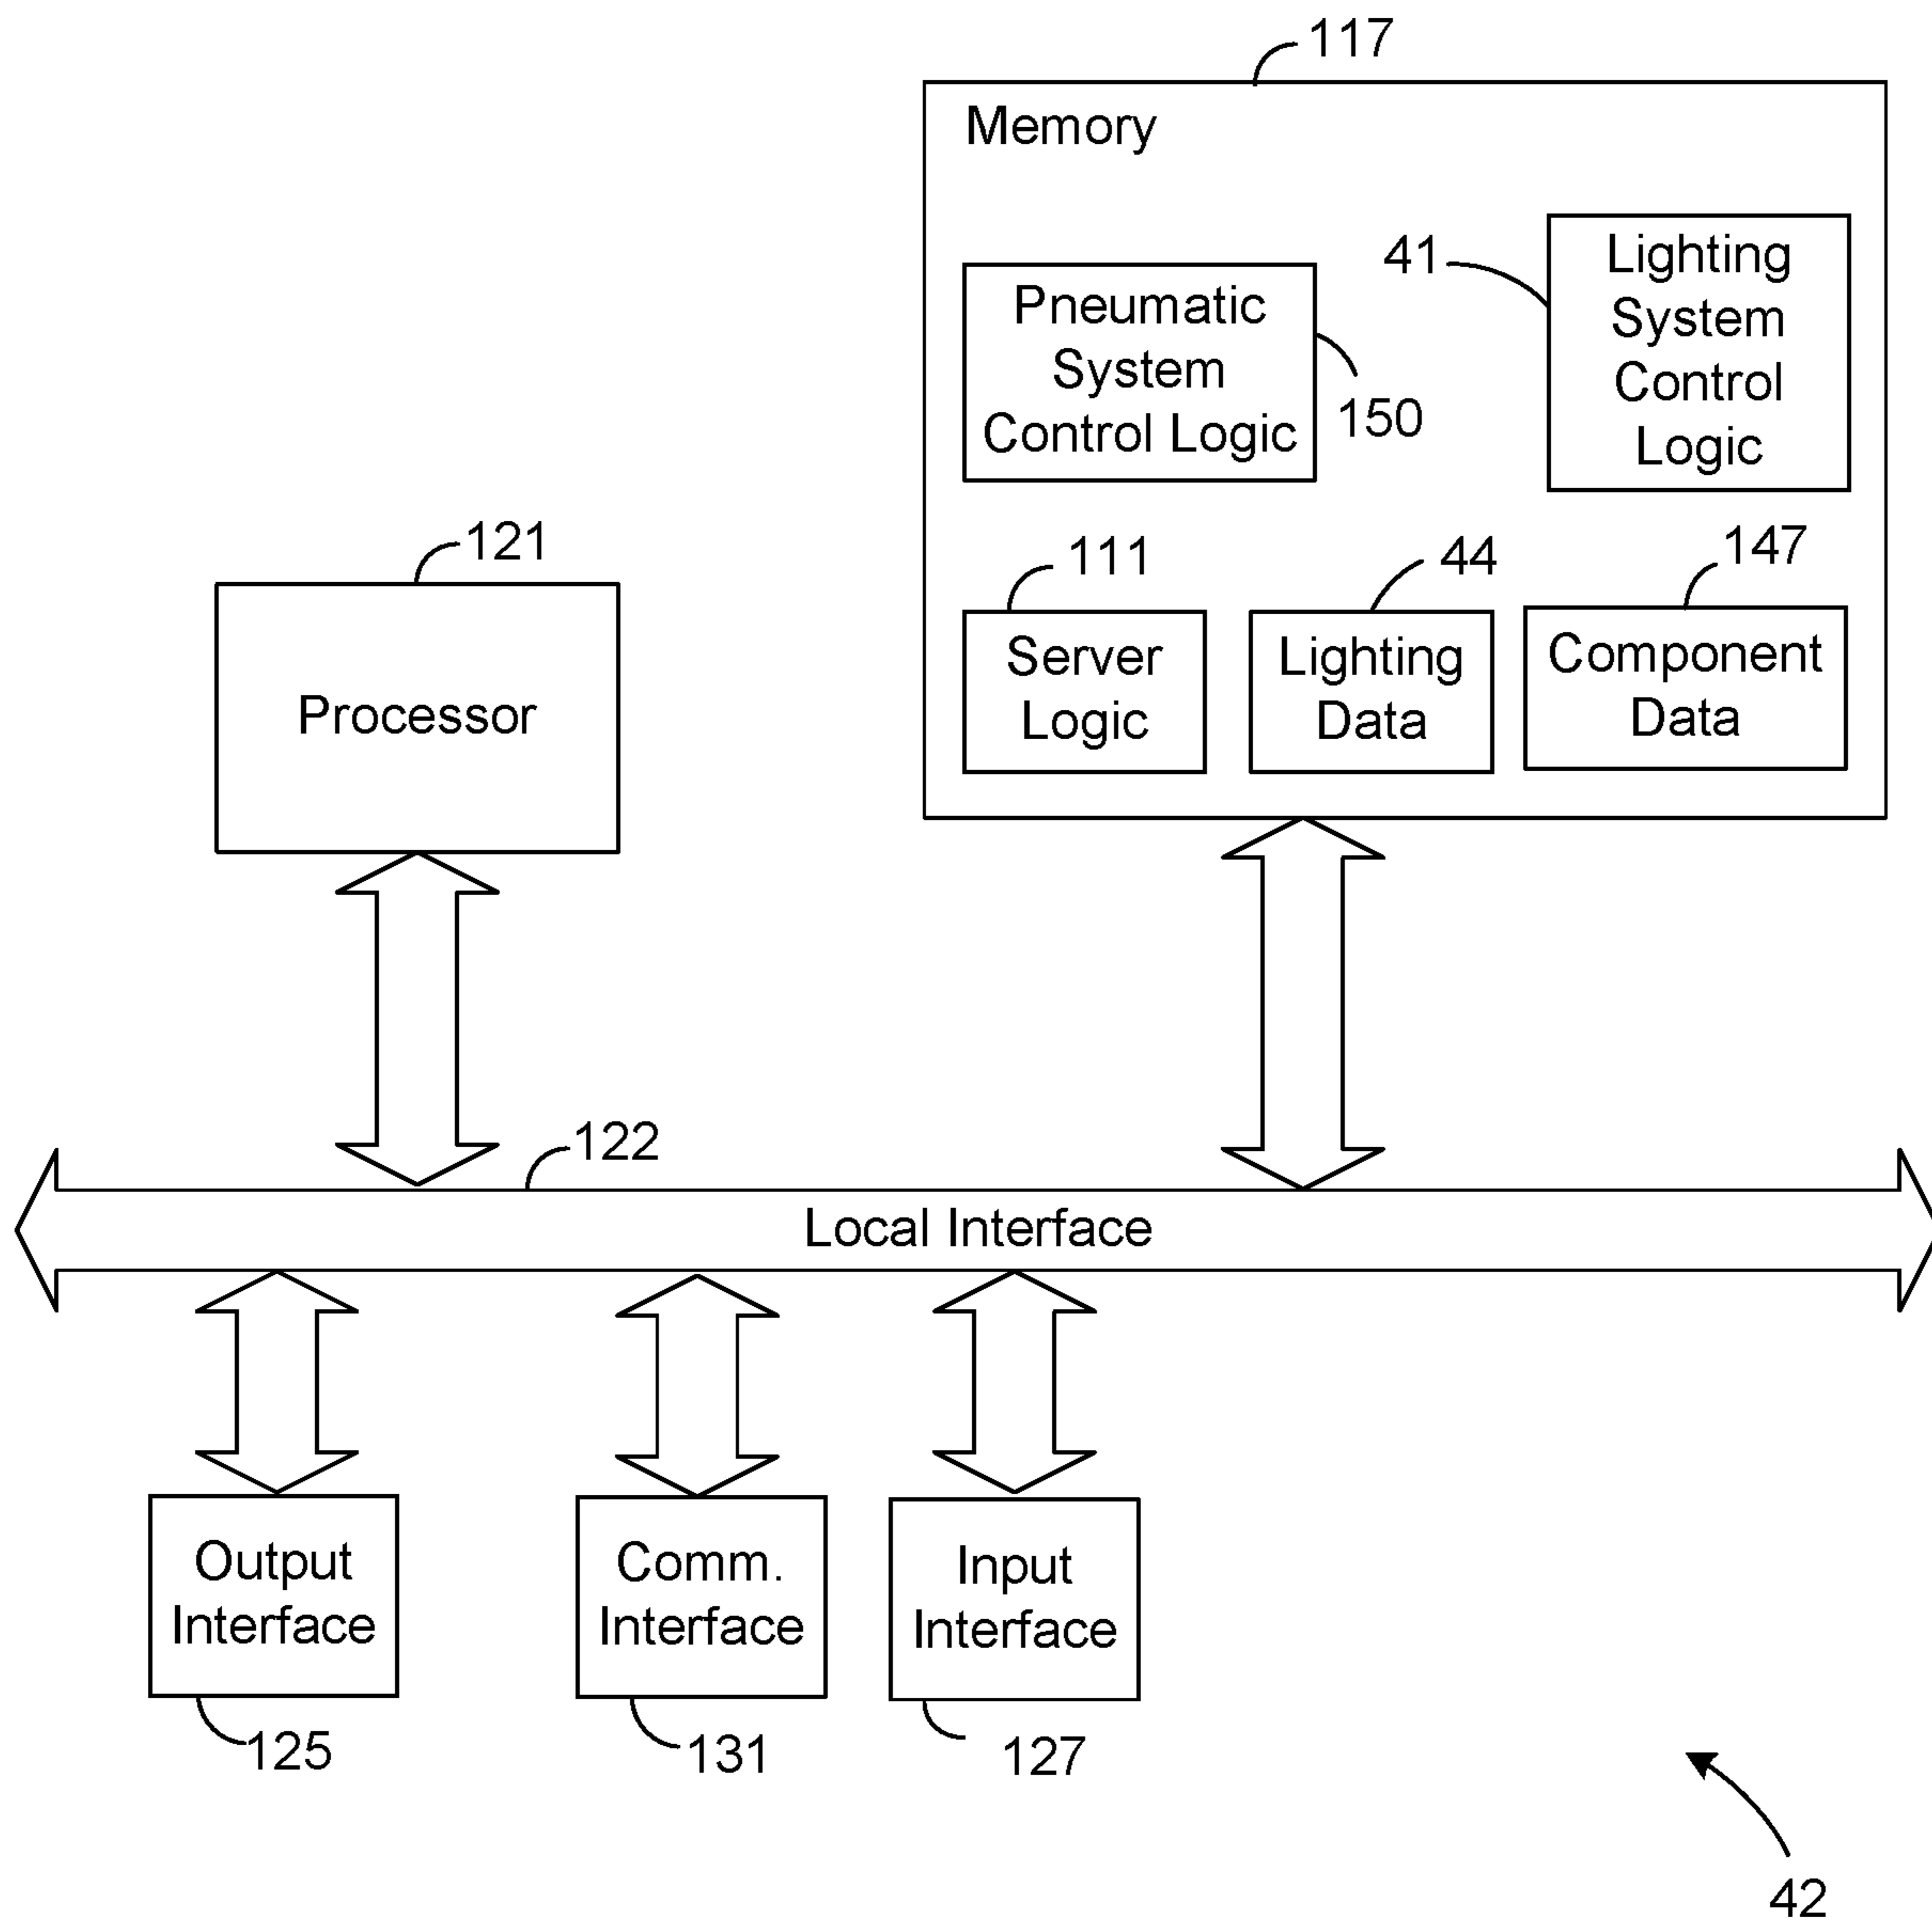 117
Memory
41
Lighting
System
Control
Logic
Pneumatic
System
Control Logic
150
121
Processor
111
Server
Logic
44
Lighting
Data
147
Component
Data
122
Local Interface
Output
Interface
125
Comm.
Interface
131
Input
Interface
127
42